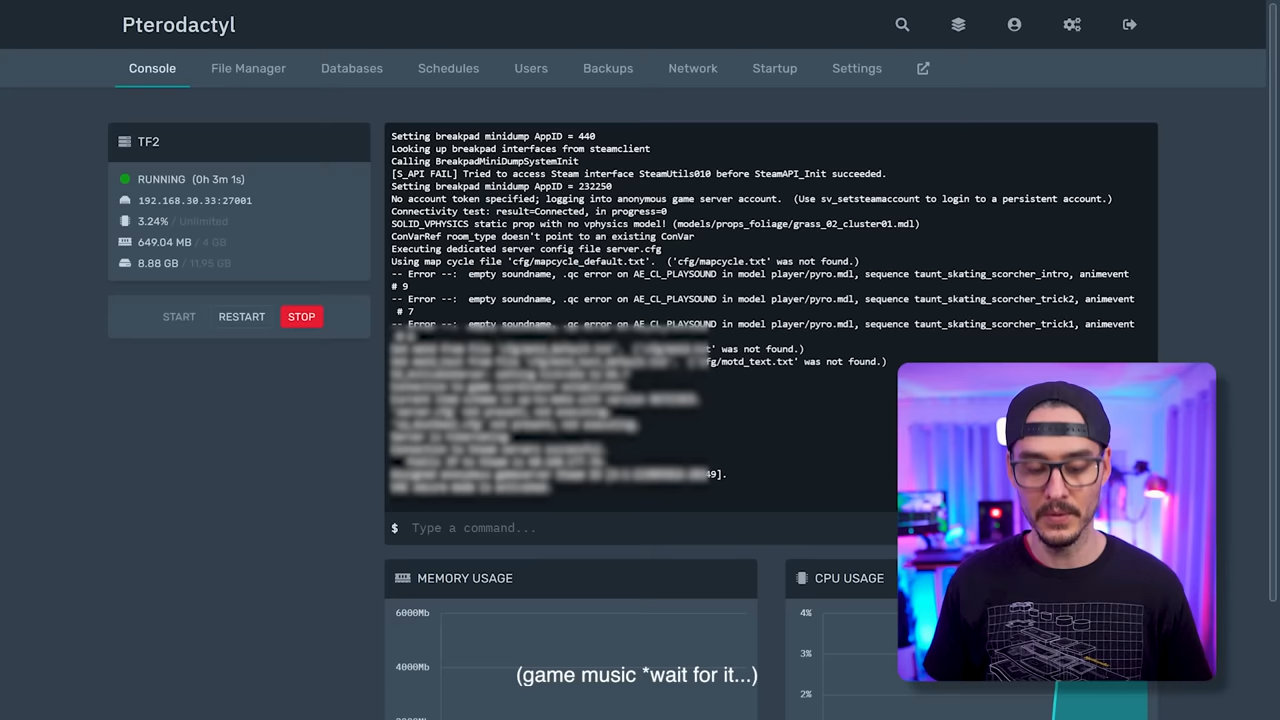 Pterodactyl
Console File Manager Databases Schedules Users Backups Network Startup Settings
TF2
RUNNING (0h 3m 1s)
192.168.30.33:27001
3.24% / Unlimited
649.04 MB / 4 GB
8.88 GB / 11.95 GB
START RESTART STOP
Setting breakpad minidump AppID = 440
Looking up breakpad interfaces from steamclient
Calling BreakpadMiniDumpSystemInit
[S_API FAIL] Tried to access Steam interface SteamUtils010 before SteamAPI_Init succeeded.
Setting breakpad minidump AppID = 232250
No account token specified; logging into anonymous game server account.  (Use sv_setsteamaccount to login to a persistent account.)
Connectivity test: result=Connected, in progress=0
SOLID_VPHYSICS static prop with no vphysics model! (models/props_foliage/grass_02_cluster01.mdl)
ConVarRef room_type doesn't point to an existing ConVar
Executing dedicated server config file server.cfg
Using map cycle file 'cfg/mapcycle_default.txt'.  ('cfg/mapcycle.txt' was not found.)
-- Error --:  empty soundname, .qc error on AE_CL_PLAYSOUND in model player/pyro.mdl, sequence taunt_skating_scorcher_intro, animevent
# 9
-- Error --:  empty soundname, .qc error on AE_CL_PLAYSOUND in model player/pyro.mdl, sequence taunt_skating_scorcher_trick2, animevent
# 7
-- Error --:  empty soundname, .qc error on AE_CL_PLAYSOUND in model player/pyro.mdl, sequence taunt_skating_scorcher_trick1, animevent
' was not found.)
fg/motd_text.txt' was not found.)
49].
$ Type a command...
MEMORY USAGE
6000Mb
4000Mb
CPU USAGE
4%
3%
2%
(game music *wait for it...)